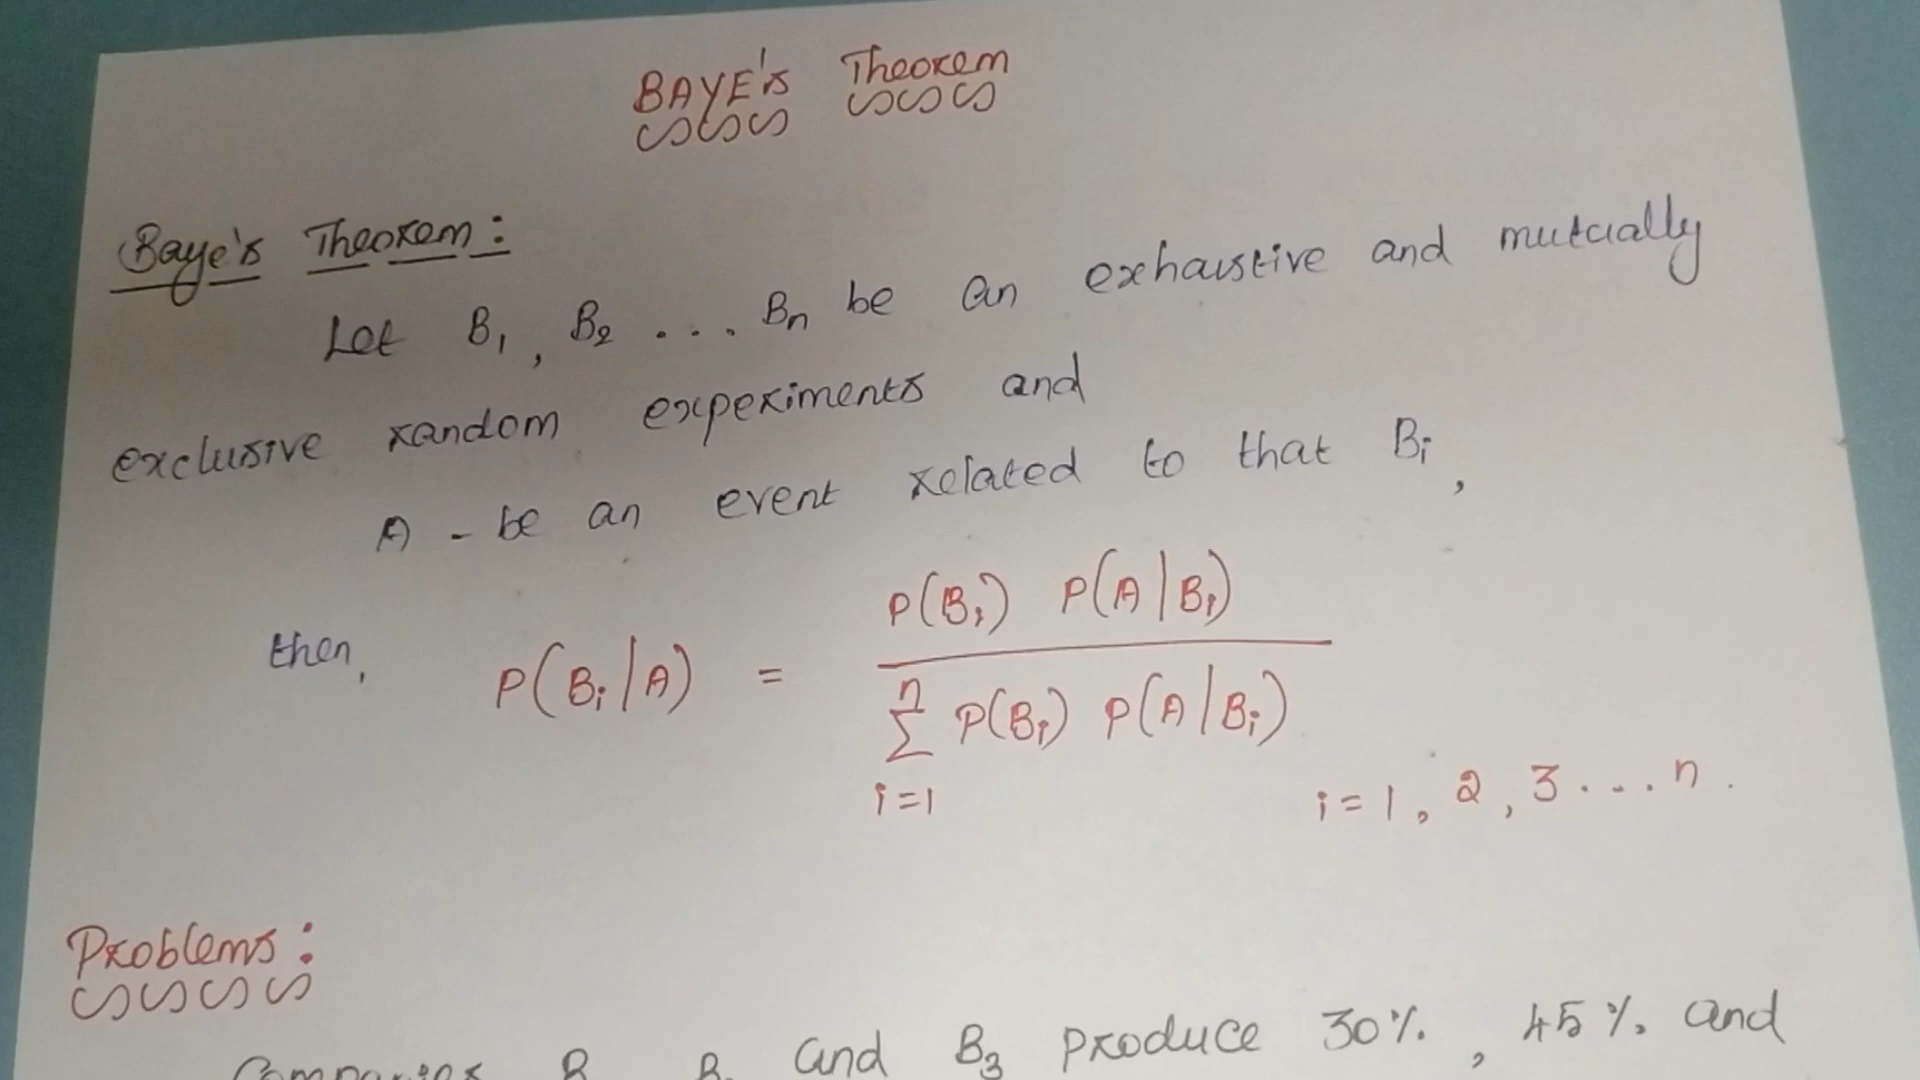 BAYE's Theorem
Baye's Theorem:
Let B₁, B₂ ... Bn be an exhaustive and mutually
exclusive random experiments and
A - be an event related to that Bi,
then, P(Bi/A) = P(Bi) P(A|Bi) / n Σ i=1 P(Bi) P(A/Bi)
i = 1, 2, 3 ... n.
Problems:
Companies B B and B₃ produce 30%, 45% and